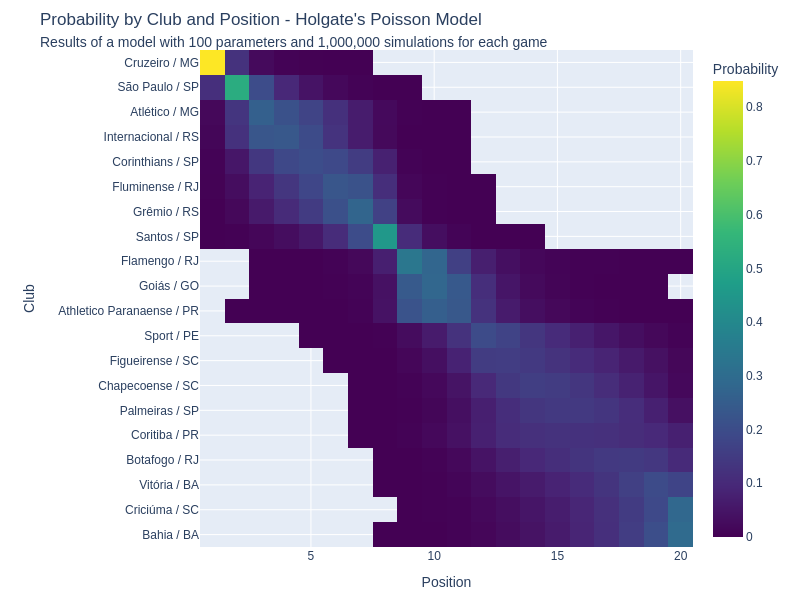 Probability by Club and Position - Holgate's Poisson Model
Results of a model with 100 parameters and 1,000,000 simulations for each game
Probability
Cruzeiro / MG
São Paulo / SP
Atlético / MG
Internacional / RS
Corinthians / SP
Fluminense / RJ
Grêmio / RS
Santos / SP
Flamengo / RJ
Goiás / GO
Athletico Paranaense / PR
Sport / PE
Figueirense / SC
Chapecoense / SC
Palmeiras / SP
Coritiba / PR
Botafogo / RJ
Vitória / BA
Criciúma / SC
Bahia / BA
Club
5
10
15
20
Position
0.8
0.7
0.6
0.5
0.4
0.3
0.2
0.1
0